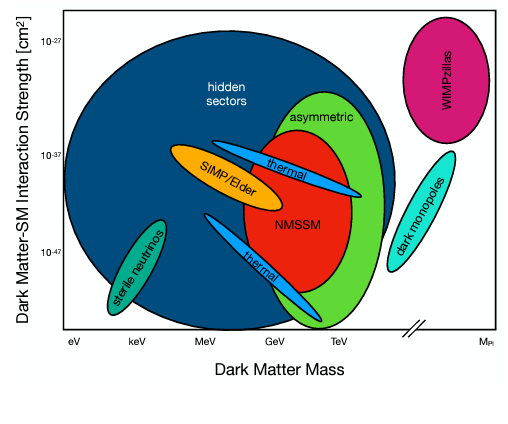 Dark Matter-SM Interaction Strength [cm²]
10-27
10-37
10-47
hidden
sectors
asymmetric
WIMPzillas
thermal
SIMP/Elder
NMSSM
dark monopoles
thermal
sterile neutrinos
eV
keV
MeV
GeV
TeV
MPl
Dark Matter Mass